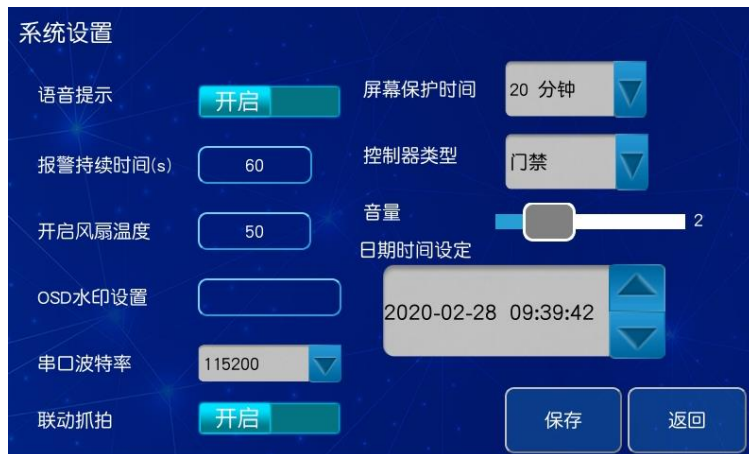 系统设置
语音提示 开启
屏幕保护时间 20 分钟
报警持续时间(s) 60
控制器类型 门禁
开启风扇温度 50
音量 2
日期时间设定
2020-02-28 09:39:42
OSD水印设置
串口波特率 115200
联动抓拍 开启
保存 返回